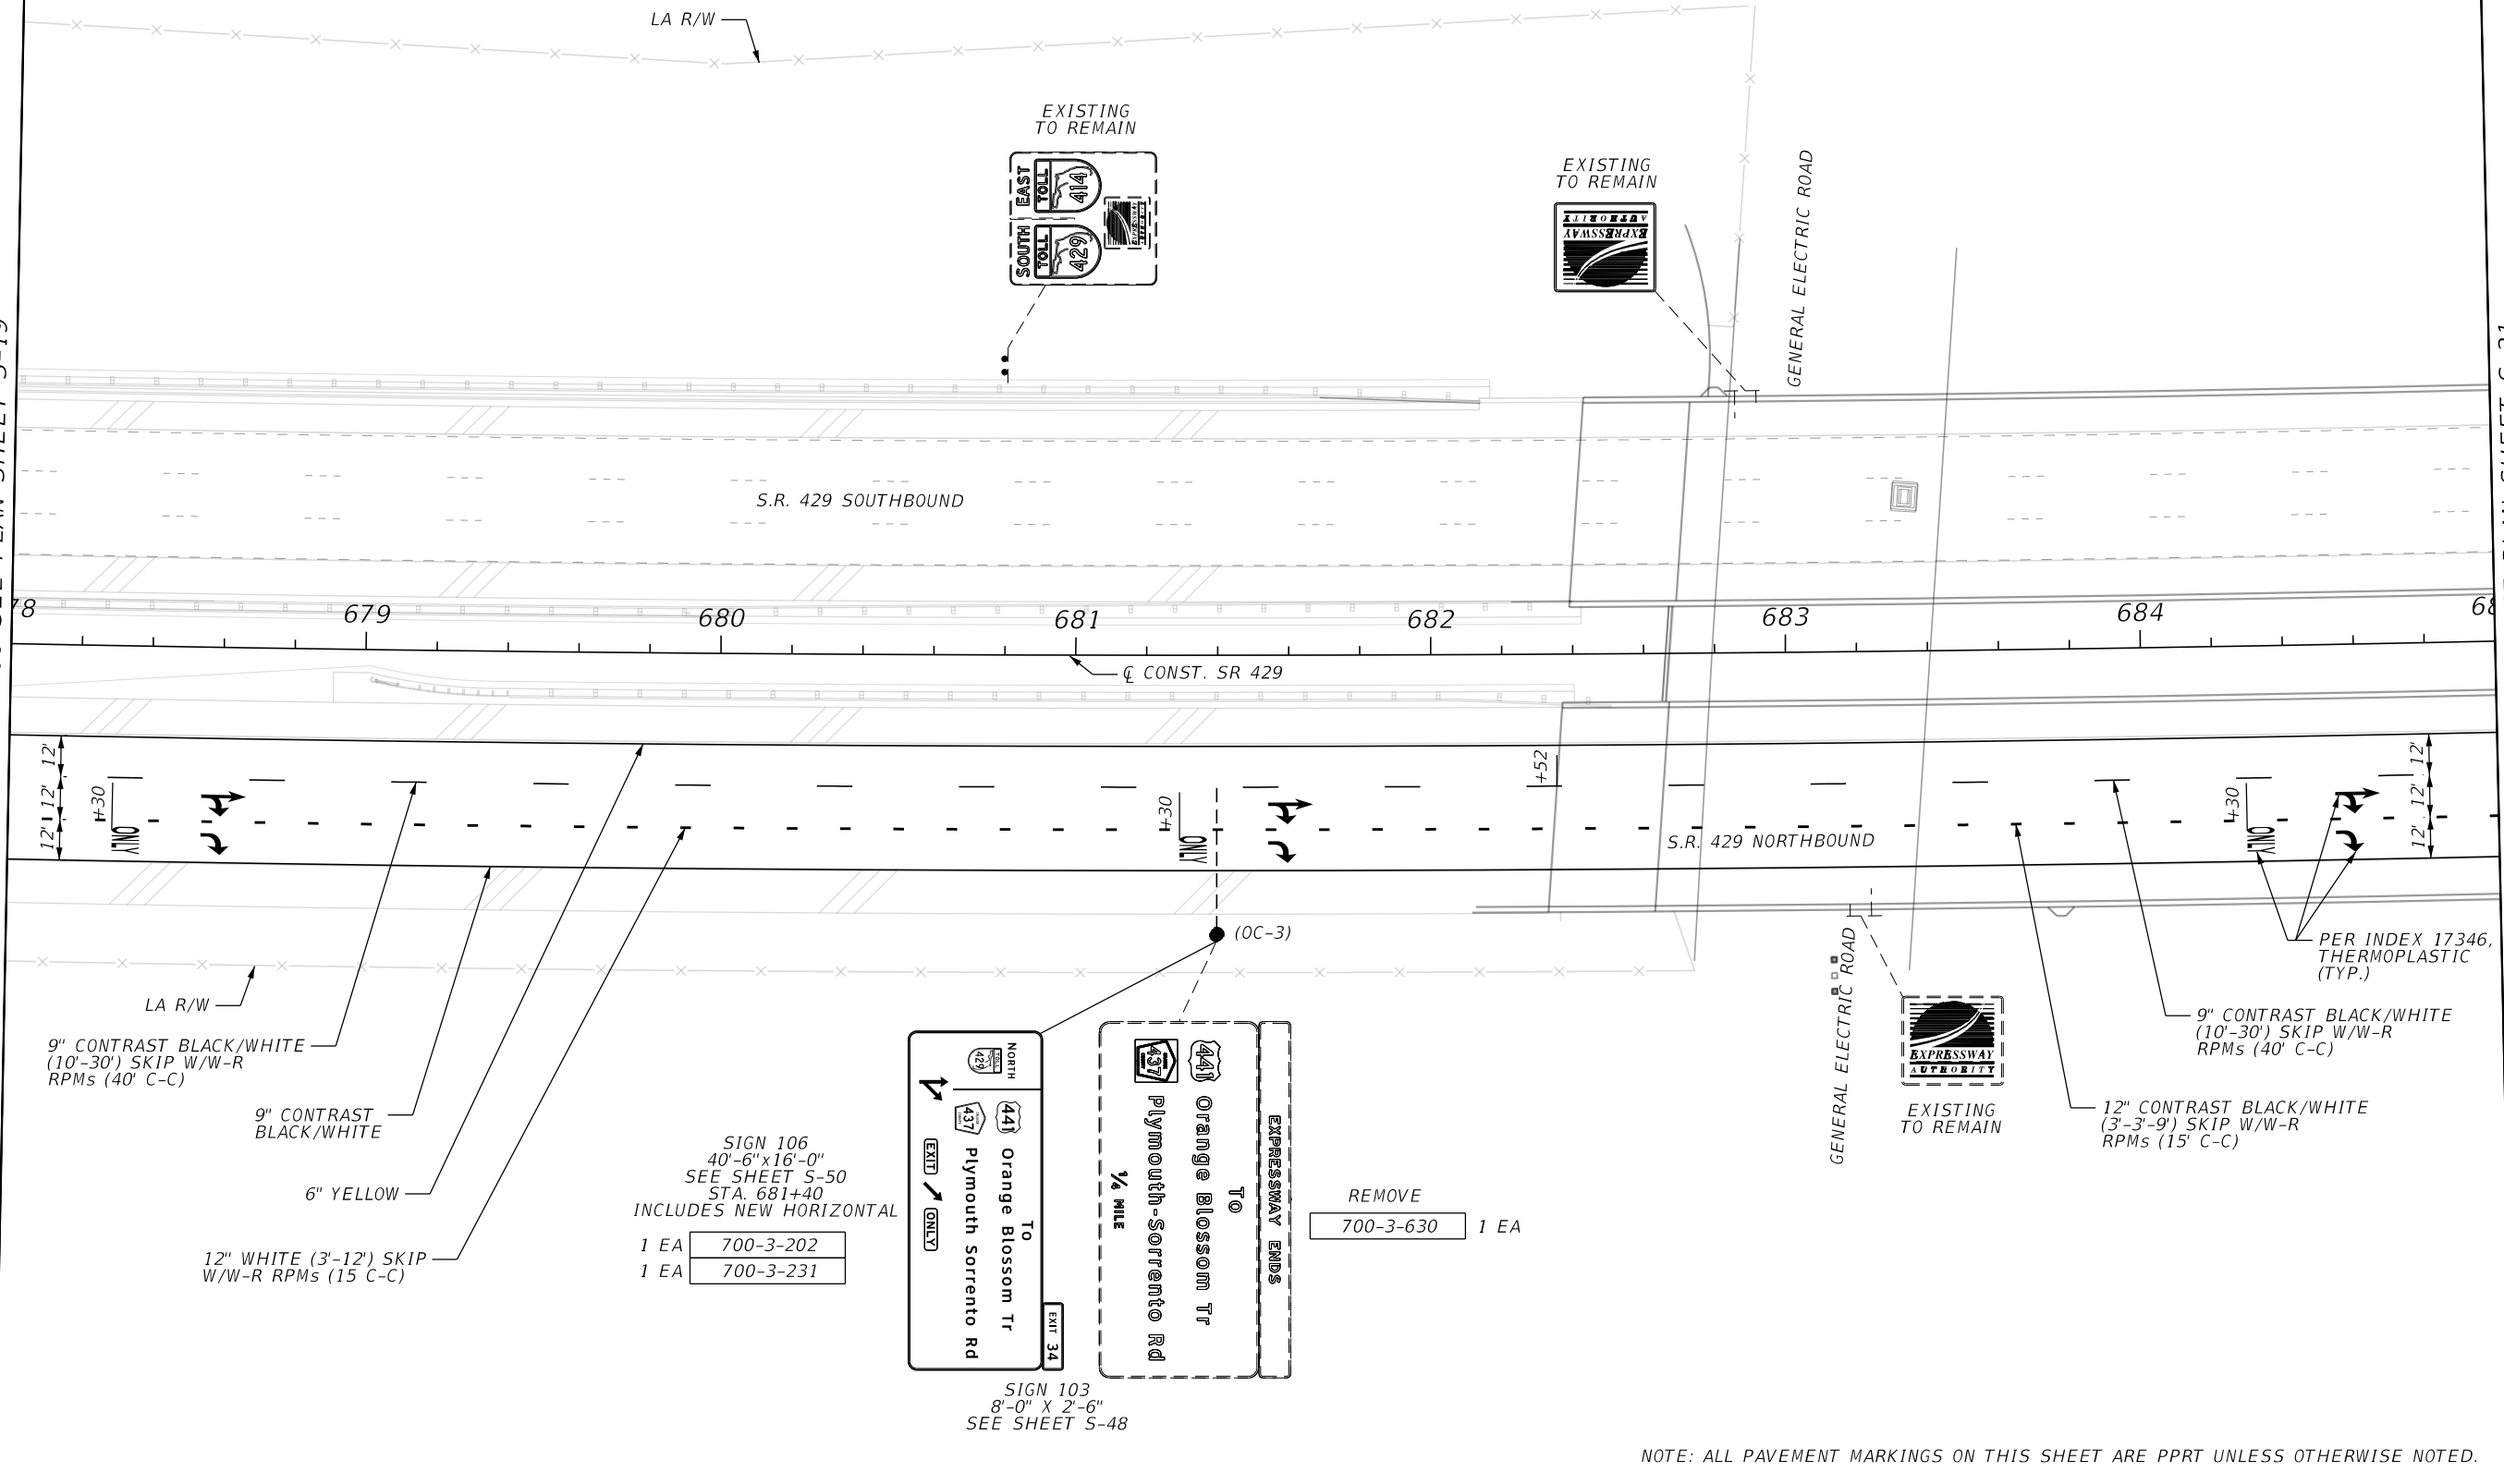 LA R/W
EXISTING
TO REMAIN
EAST
TOLL
414
SOUTH
TOLL
429
EXPRESSWAY
AUTHORITY
EXISTING
TO REMAIN
EXPRESSWAY
AUTHORITY
GENERAL ELECTRIC ROAD
S.R. 429 SOUTHBOUND
679
680
681
682
683
684
℄ CONST. SR 429
12'
12'
12'
+30
ONLY
+30
ONLY
+52
S.R. 429 NORTHBOUND
+30
ONLY
12'
12'
12'
(OC-3)
PER INDEX 17346,
THERMOPLASTIC
(TYP.)
LA R/W
9" CONTRAST BLACK/WHITE
(10'-30') SKIP W/W-R
RPMs (40' C-C)
9" CONTRAST
BLACK/WHITE
6" YELLOW
12" WHITE (3'-12') SKIP
W/W-R RPMs (15 C-C)
SIGN 106
40'-6"x16'-0"
SEE SHEET S-50
STA. 681+40
INCLUDES NEW HORIZONTAL
1 EA 700-3-202
1 EA 700-3-231
EXIT 34
NORTH
TOLL
429
To
441 Orange Blossom Tr
437 Plymouth Sorrento Rd
EXIT ONLY
SIGN 103
8'-0" X 2'-6"
SEE SHEET S-48
EXPRESSWAY ENDS
TO
441 Orange Blossom Tr
437 Plymouth-Sorrento Rd
¼ MILE
REMOVE
700-3-630 1 EA
GENERAL ELECTRIC ROAD
EXPRESSWAY
AUTHORITY
EXISTING
TO REMAIN
9" CONTRAST BLACK/WHITE
(10'-30') SKIP W/W-R
RPMs (40' C-C)
12" CONTRAST BLACK/WHITE
(3'-3'-9') SKIP W/W-R
RPMs (15' C-C)
NOTE: ALL PAVEMENT MARKINGS ON THIS SHEET ARE PPRT UNLESS OTHERWISE NOTED.